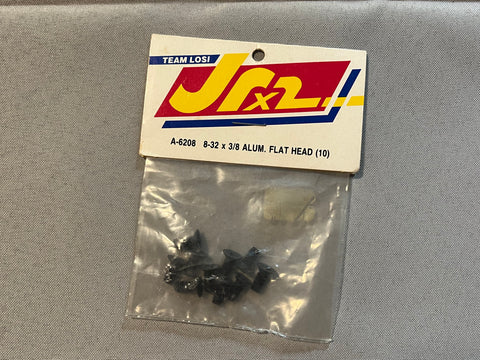 TEAM LOSI
JRx2
A-6208 8-32 x 3/8 ALUM. FLAT HEAD (10)